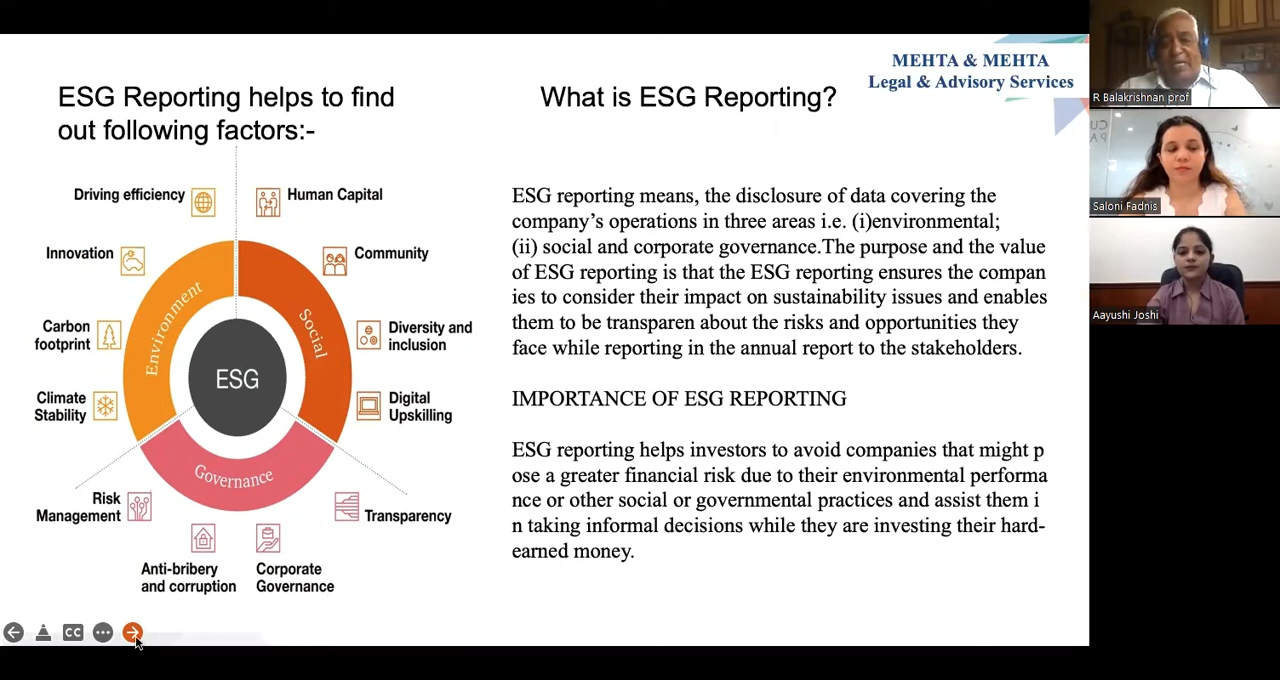 MEHTA & MEHTA
Legal & Advisory Services
ESG Reporting helps to find
out following factors:-
Driving efficiency
Human Capital
Innovation
Community
Carbon
footprint
Diversity and
inclusion
Climate
Stability
Digital
Upskilling
Environment
Social
ESG
Governance
Risk
Management
Transparency
Anti-bribery
and corruption
Corporate
Governance
CC
What is ESG Reporting?
ESG reporting means, the disclosure of data covering the
company’s operations in three areas i.e. (i)environmental;
(ii) social and corporate governance.The purpose and the value
of ESG reporting is that the ESG reporting ensures the compan
ies to consider their impact on sustainability issues and enables
them to be transparen about the risks and opportunities they
face while reporting in the annual report to the stakeholders.
IMPORTANCE OF ESG REPORTING
ESG reporting helps investors to avoid companies that might p
ose a greater financial risk due to their environmental performa
nce or other social or governmental practices and assist them i
n taking informal decisions while they are investing their hard-
earned money.
R Balakrishnan prof
Saloni Fadnis
Aayushi Joshi